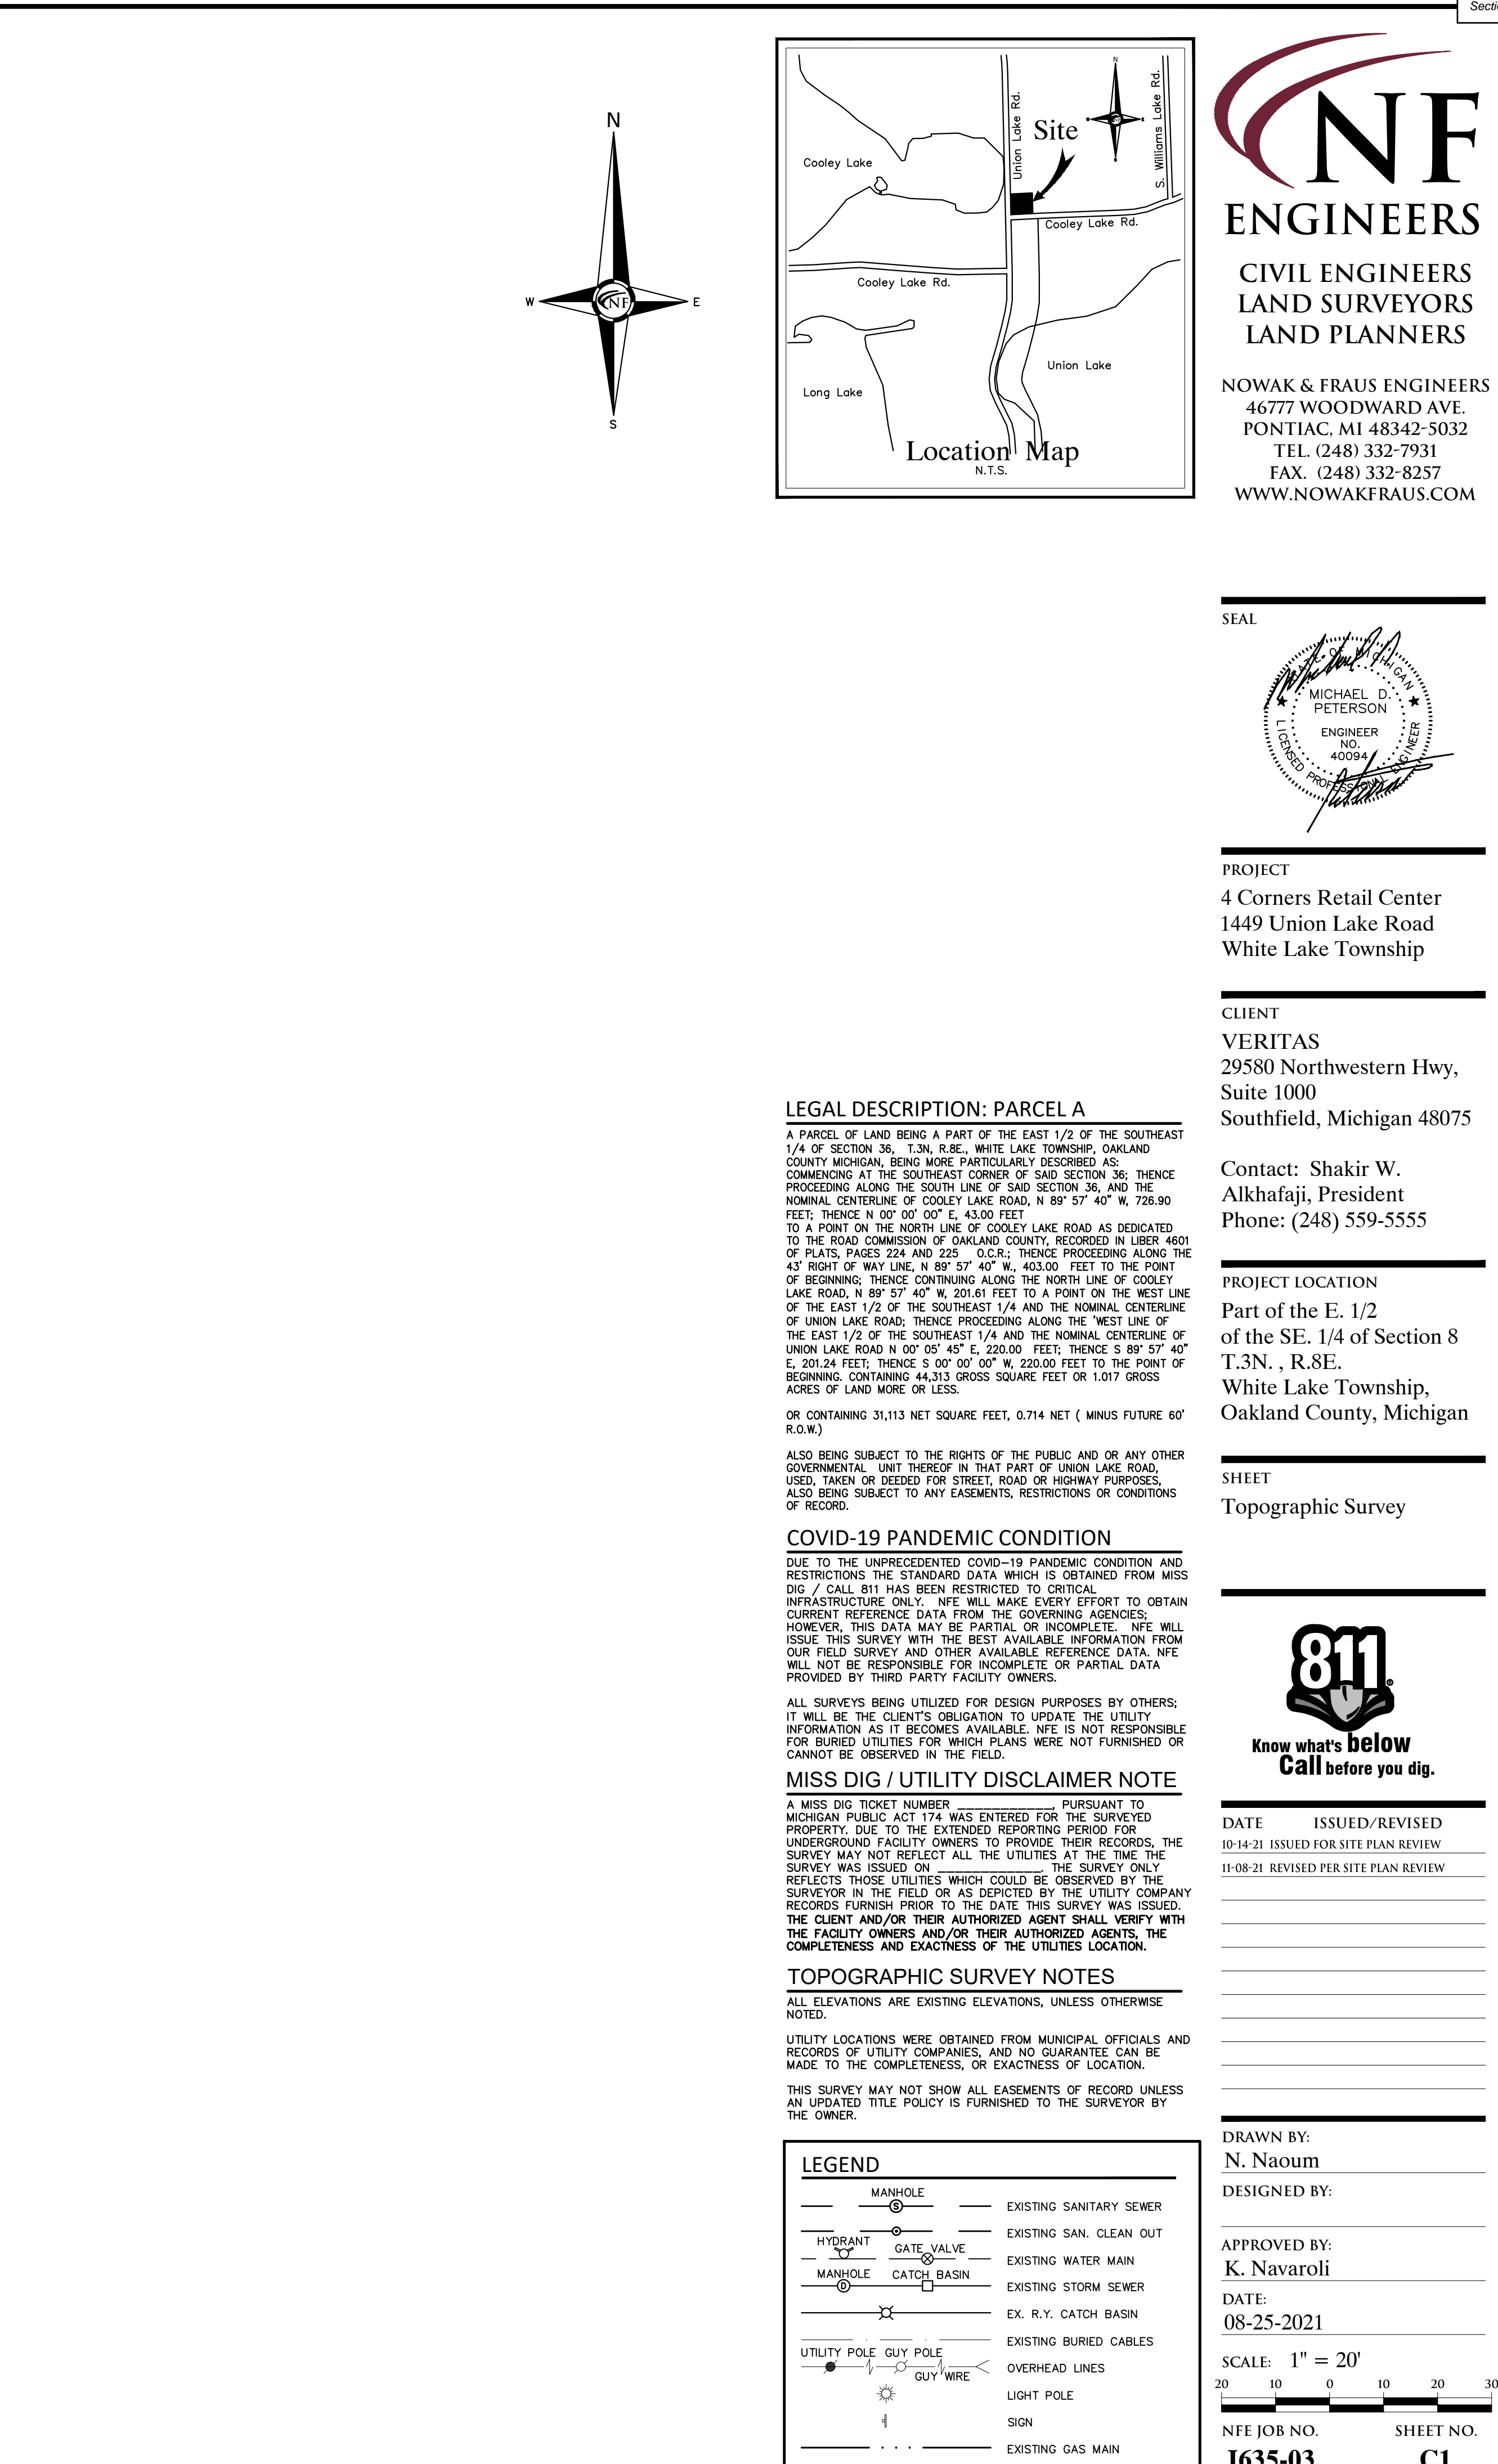 N
W
NF
E
S
Cooley Lake
Union Lake Rd.
Site
N
S. Williams Lake Rd.
Cooley Lake Rd.
Cooley Lake Rd.
Union Lake
Long Lake
Location Map
N.T.S.
NF
ENGINEERS
CIVIL ENGINEERS
LAND SURVEYORS
LAND PLANNERS
NOWAK & FRAUS ENGINEERS
46777 WOODWARD AVE.
PONTIAC, MI 48342-5032
TEL. (248) 332-7931
FAX. (248) 332-8257
WWW.NOWAKFRAUS.COM
SEAL
STATE OF MICHIGAN
MICHAEL D.
PETERSON
ENGINEER
NO.
40094
LICENSED PROFESSIONAL ENGINEER
PROJECT
4 Corners Retail Center
1449 Union Lake Road
White Lake Township
CLIENT
VERITAS
29580 Northwestern Hwy,
Suite 1000
Southfield, Michigan 48075
Contact: Shakir W.
Alkhafaji, President
Phone: (248) 559-5555
PROJECT LOCATION
Part of the E. 1/2
of the SE. 1/4 of Section 8
T.3N. , R.8E.
White Lake Township,
Oakland County, Michigan
SHEET
Topographic Survey
811
Know what's below
Call before you dig.
DATE ISSUED/REVISED
10-14-21 ISSUED FOR SITE PLAN REVIEW
11-08-21 REVISED PER SITE PLAN REVIEW
DRAWN BY:
N. Naoum
DESIGNED BY:
APPROVED BY:
K. Navaroli
DATE:
08-25-2021
SCALE: 1" = 20'
20 10 0 10 20 30
NFE JOB NO. SHEET NO.
J635-03 C1
LEGAL DESCRIPTION: PARCEL A
A PARCEL OF LAND BEING A PART OF THE EAST 1/2 OF THE SOUTHEAST
1/4 OF SECTION 36, T.3N, R.8E., WHITE LAKE TOWNSHIP, OAKLAND
COUNTY MICHIGAN, BEING MORE PARTICULARLY DESCRIBED AS:
COMMENCING AT THE SOUTHEAST CORNER OF SAID SECTION 36; THENCE
PROCEEDING ALONG THE SOUTH LINE OF SAID SECTION 36, AND THE
NOMINAL CENTERLINE OF COOLEY LAKE ROAD, N 89° 57' 40" W, 726.90
FEET; THENCE N 00° 00' 00" E, 43.00 FEET
TO A POINT ON THE NORTH LINE OF COOLEY LAKE ROAD AS DEDICATED
TO THE ROAD COMMISSION OF OAKLAND COUNTY, RECORDED IN LIBER 4601
OF PLATS, PAGES 224 AND 225 O.C.R.; THENCE PROCEEDING ALONG THE
43' RIGHT OF WAY LINE, N 89° 57' 40" W., 403.00 FEET TO THE POINT
OF BEGINNING; THENCE CONTINUING ALONG THE NORTH LINE OF COOLEY
LAKE ROAD, N 89° 57' 40" W, 201.61 FEET TO A POINT ON THE WEST LINE
OF THE EAST 1/2 OF THE SOUTHEAST 1/4 AND THE NOMINAL CENTERLINE
OF UNION LAKE ROAD; THENCE PROCEEDING ALONG THE 'WEST LINE OF
THE EAST 1/2 OF THE SOUTHEAST 1/4 AND THE NOMINAL CENTERLINE OF
UNION LAKE ROAD N 00° 05' 45" E, 220.00 FEET; THENCE S 89° 57' 40"
E, 201.24 FEET; THENCE S 00° 00' 00" W, 220.00 FEET TO THE POINT OF
BEGINNING. CONTAINING 44,313 GROSS SQUARE FEET OR 1.017 GROSS
ACRES OF LAND MORE OR LESS.
OR CONTAINING 31,113 NET SQUARE FEET, 0.714 NET ( MINUS FUTURE 60'
R.O.W.)
ALSO BEING SUBJECT TO THE RIGHTS OF THE PUBLIC AND OR ANY OTHER
GOVERNMENTAL UNIT THEREOF IN THAT PART OF UNION LAKE ROAD,
USED, TAKEN OR DEEDED FOR STREET, ROAD OR HIGHWAY PURPOSES,
ALSO BEING SUBJECT TO ANY EASEMENTS, RESTRICTIONS OR CONDITIONS
OF RECORD.
COVID-19 PANDEMIC CONDITION
DUE TO THE UNPRECEDENTED COVID-19 PANDEMIC CONDITION AND
RESTRICTIONS THE STANDARD DATA WHICH IS OBTAINED FROM MISS
DIG / CALL 811 HAS BEEN RESTRICTED TO CRITICAL
INFRASTRUCTURE ONLY. NFE WILL MAKE EVERY EFFORT TO OBTAIN
CURRENT REFERENCE DATA FROM THE GOVERNING AGENCIES;
HOWEVER, THIS DATA MAY BE PARTIAL OR INCOMPLETE. NFE WILL
ISSUE THIS SURVEY WITH THE BEST AVAILABLE INFORMATION FROM
OUR FIELD SURVEY AND OTHER AVAILABLE REFERENCE DATA. NFE
WILL NOT BE RESPONSIBLE FOR INCOMPLETE OR PARTIAL DATA
PROVIDED BY THIRD PARTY FACILITY OWNERS.
ALL SURVEYS BEING UTILIZED FOR DESIGN PURPOSES BY OTHERS;
IT WILL BE THE CLIENT'S OBLIGATION TO UPDATE THE UTILITY
INFORMATION AS IT BECOMES AVAILABLE. NFE IS NOT RESPONSIBLE
FOR BURIED UTILITIES FOR WHICH PLANS WERE NOT FURNISHED OR
CANNOT BE OBSERVED IN THE FIELD.
MISS DIG / UTILITY DISCLAIMER NOTE
A MISS DIG TICKET NUMBER ____________, PURSUANT TO
MICHIGAN PUBLIC ACT 174 WAS ENTERED FOR THE SURVEYED
PROPERTY. DUE TO THE EXTENDED REPORTING PERIOD FOR
UNDERGROUND FACILITY OWNERS TO PROVIDE THEIR RECORDS, THE
SURVEY MAY NOT REFLECT ALL THE UTILITIES AT THE TIME THE
SURVEY WAS ISSUED ON _____________. THE SURVEY ONLY
REFLECTS THOSE UTILITIES WHICH COULD BE OBSERVED BY THE
SURVEYOR IN THE FIELD OR AS DEPICTED BY THE UTILITY COMPANY
RECORDS FURNISH PRIOR TO THE DATE THIS SURVEY WAS ISSUED.
THE CLIENT AND/OR THEIR AUTHORIZED AGENT SHALL VERIFY WITH
THE FACILITY OWNERS AND/OR THEIR AUTHORIZED AGENTS, THE
COMPLETENESS AND EXACTNESS OF THE UTILITIES LOCATION.
TOPOGRAPHIC SURVEY NOTES
ALL ELEVATIONS ARE EXISTING ELEVATIONS, UNLESS OTHERWISE
NOTED.
UTILITY LOCATIONS WERE OBTAINED FROM MUNICIPAL OFFICIALS AND
RECORDS OF UTILITY COMPANIES, AND NO GUARANTEE CAN BE
MADE TO THE COMPLETENESS, OR EXACTNESS OF LOCATION.
THIS SURVEY MAY NOT SHOW ALL EASEMENTS OF RECORD UNLESS
AN UPDATED TITLE POLICY IS FURNISHED TO THE SURVEYOR BY
THE OWNER.
LEGEND
MANHOLE
S EXISTING SANITARY SEWER
EXISTING SAN. CLEAN OUT
HYDRANT GATE VALVE
EXISTING WATER MAIN
MANHOLE CATCH BASIN
D EXISTING STORM SEWER
EX. R.Y. CATCH BASIN
EXISTING BURIED CABLES
UTILITY POLE GUY POLE
OVERHEAD LINES
GUY WIRE
LIGHT POLE
SIGN
EXISTING GAS MAIN